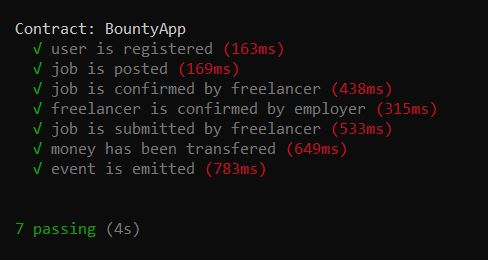 Contract: BountyApp
√ user is registered (163ms)
√ job is posted (169ms)
√ job is confirmed by freelancer (438ms)
√ freelancer is confirmed by employer (315ms)
√ job is submitted by freelancer (533ms)
√ money has been transfered (649ms)
√ event is emitted (783ms)
7 passing (4s)